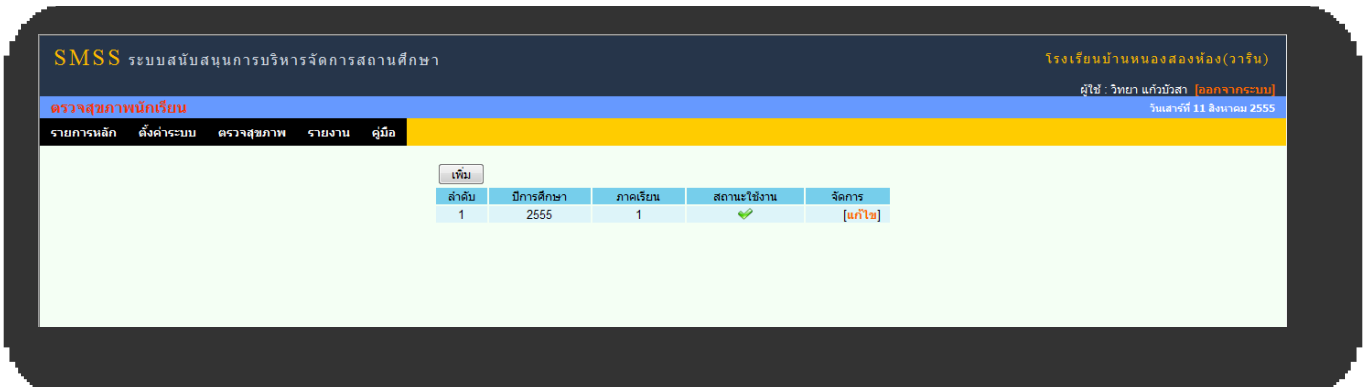 SMSS ระบบสนับสนุนการบริหารจัดการสถานศึกษา โรงเรียนบ้านหนองสองห้อง(วาริน)
ผู้ใช้ : วิทยา แก้วบัวสา [ออกจากระบบ]
ตรวจสุขภาพนักเรียน วันเสาร์ที่ 11 สิงหาคม 2555
รายการหลัก ตั้งค่าระบบ ตรวจสุขภาพ รายงาน คู่มือ
เพิ่ม
ลำดับ ปีการศึกษา ภาคเรียน สถานะใช้งาน จัดการ
1 2555 1 [แก้ไข]